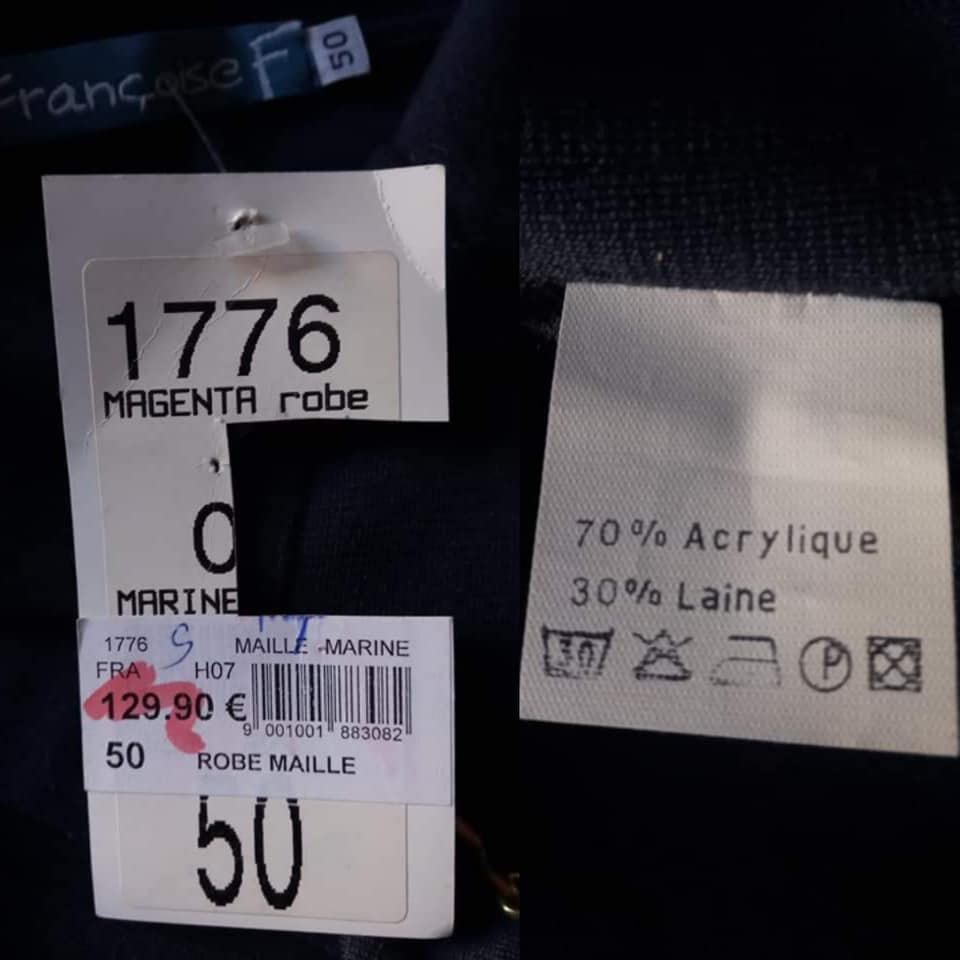 Françoise F
50
1776
MAGENTA robe
0
MARINE
1776 MAILLE MARINE
FRA H07
129.90 €
9 001001 883082
50 ROBE MAILLE
50
70% Acrylique
30% Laine
30
P